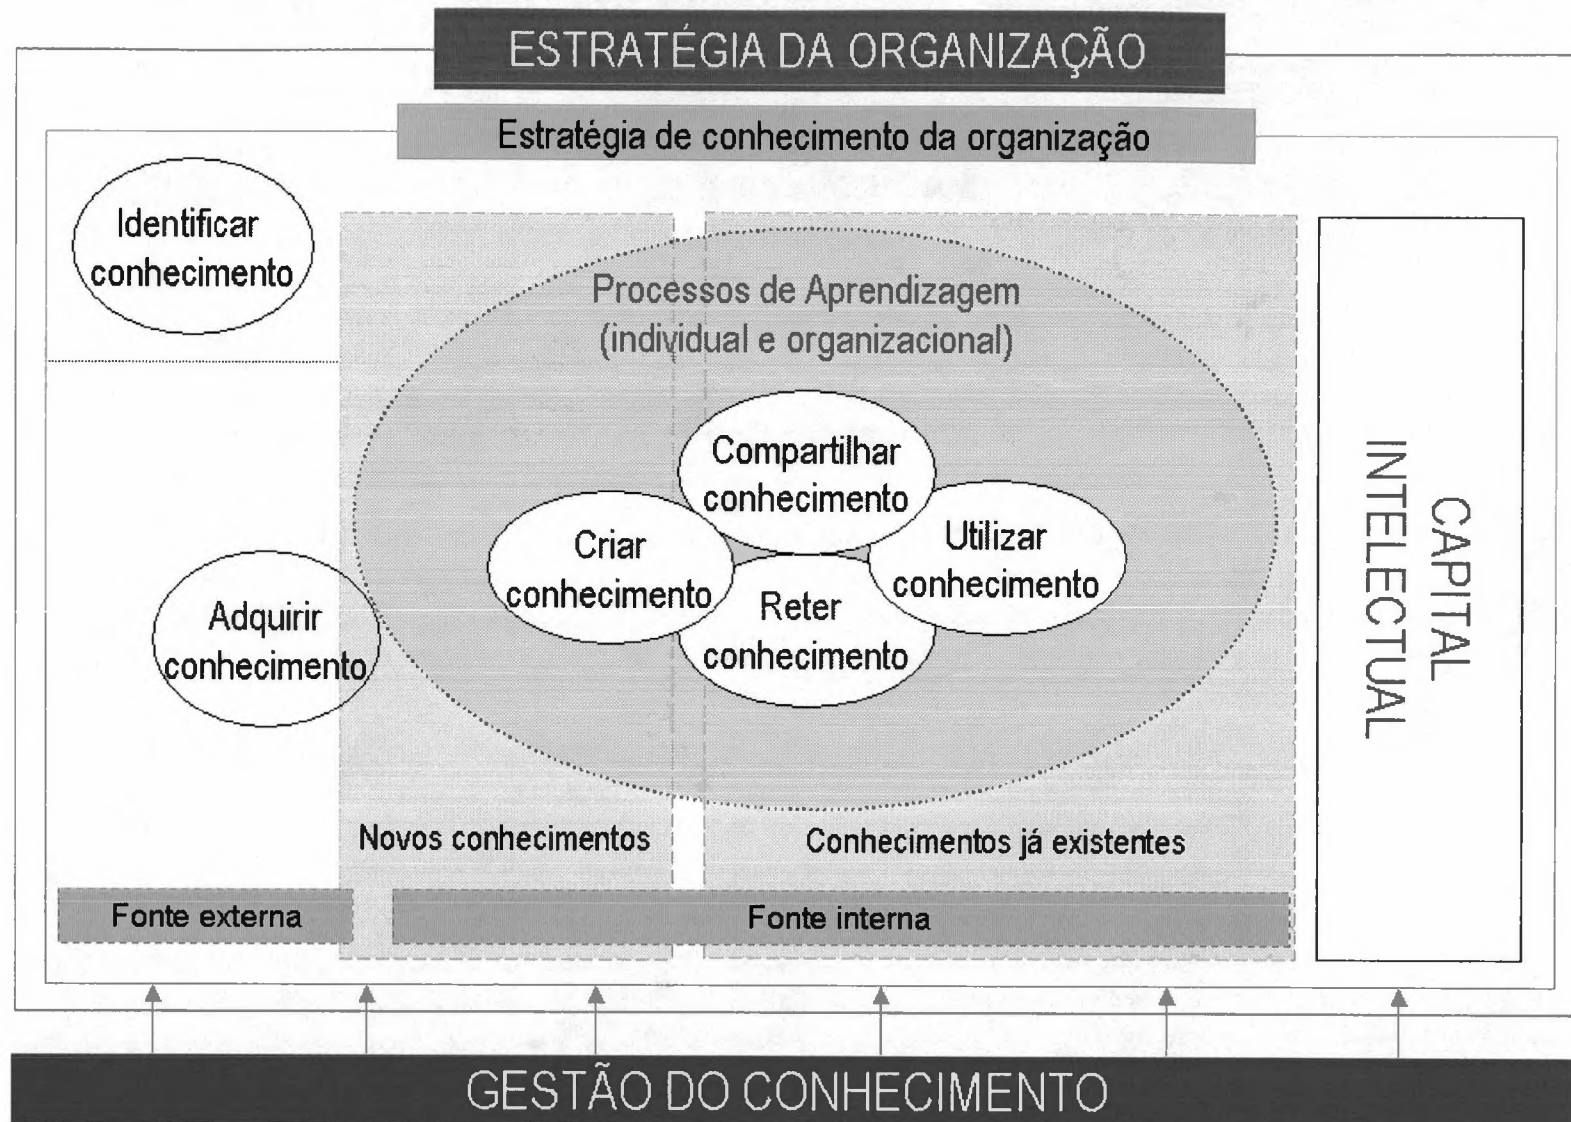 ESTRATÉGIA DA ORGANIZAÇÃO
Estratégia de conhecimento da organização
Identificar
conhecimento
Processos de Aprendizagem
(individual e organizacional)
Compartilhar
conhecimento
Criar
conhecimento
Utilizar
conhecimento
Reter
conhecimento
Adquirir
conhecimento
CAPITAL
INTELECTUAL
Novos conhecimentos
Conhecimentos já existentes
Fonte externa
Fonte interna
GESTÃO DO CONHECIMENTO